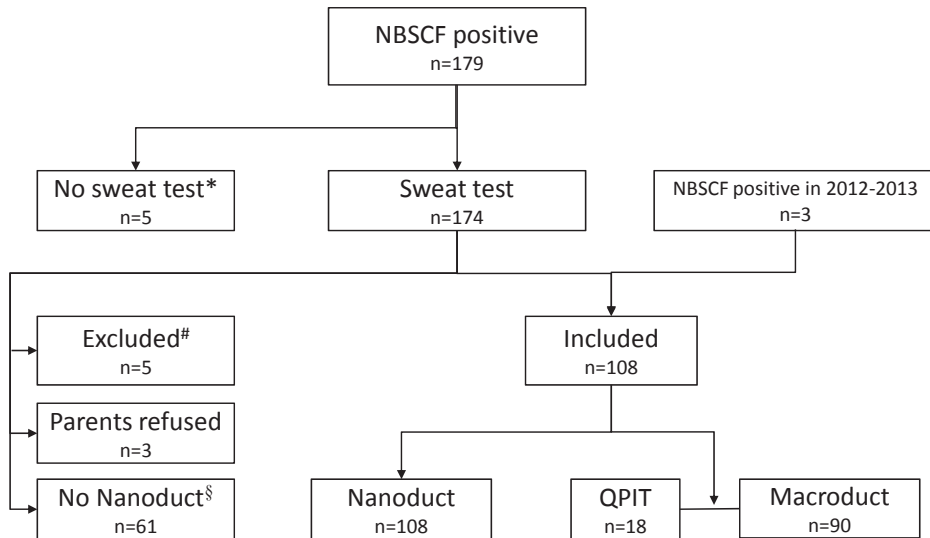 NBSCF positive
n=179
No sweat test*
n=5
Sweat test
n=174
NBSCF positive in 2012-2013
n=3
Excluded#
n=5
Included
n=108
Parents refused
n=3
No Nanoduct§
n=61
Nanoduct
n=108
QPIT
n=18
Macroduct
n=90